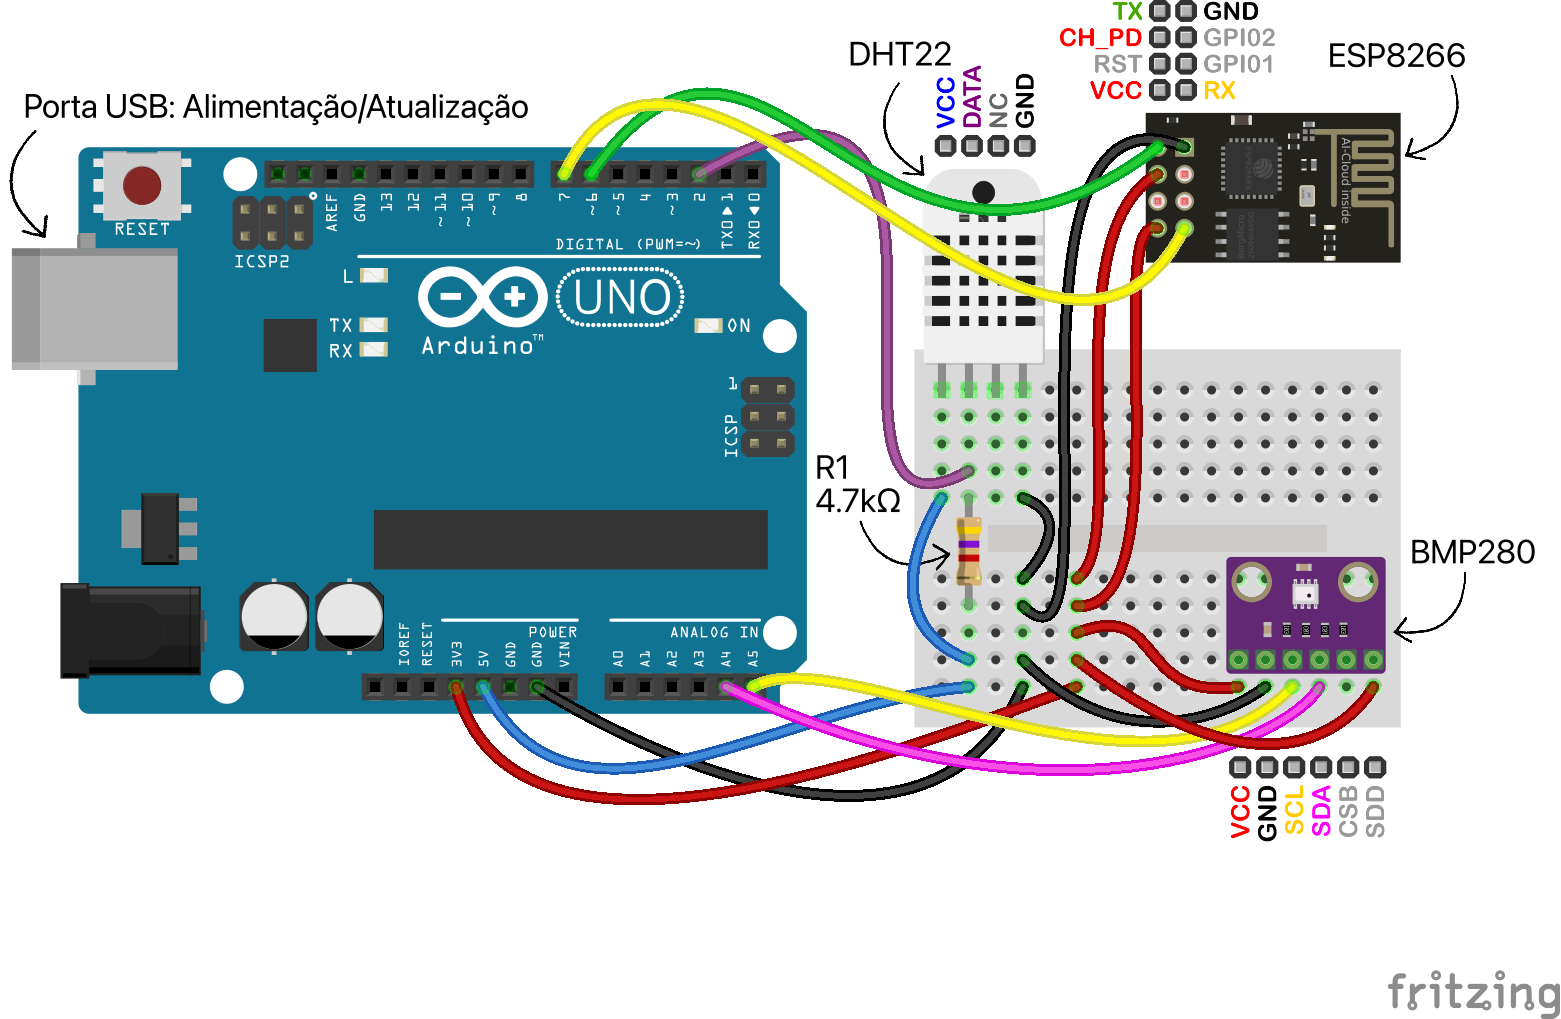 TX GND
CH_PD GPI02
RST GPI01
VCC RX
DHT22
ESP8266
VCC
DATA
NC
GND
Porta USB: Alimentação/Atualização
RESET
ICSP2
AREF
GND
13
12
~11
~10
~9
8
7
~6
~5
4
~3
2
TX0▶1
RX0◀0
DIGITAL (PWM=~)
L
TX
RX
UNO
Arduino™
ON
1
ICSP
AI-Cloud inside
R1
4.7kΩ
BMP280
IOREF
RESET
3V3
5V
GND
GND
VIN
POWER
ANALOG IN
A0
A1
A2
A3
A4
A5
VCC
GND
SCL
SDA
CSB
SDD
fritzing